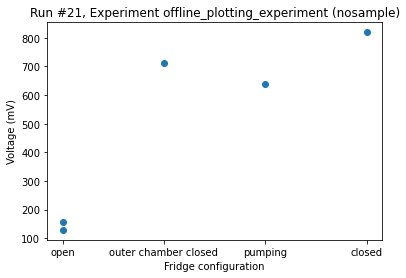 Run #21, Experiment offline_plotting_experiment (nosample)
Voltage (mV)
800
700
600
500
400
300
200
100
open outer chamber closed pumping closed
Fridge configuration